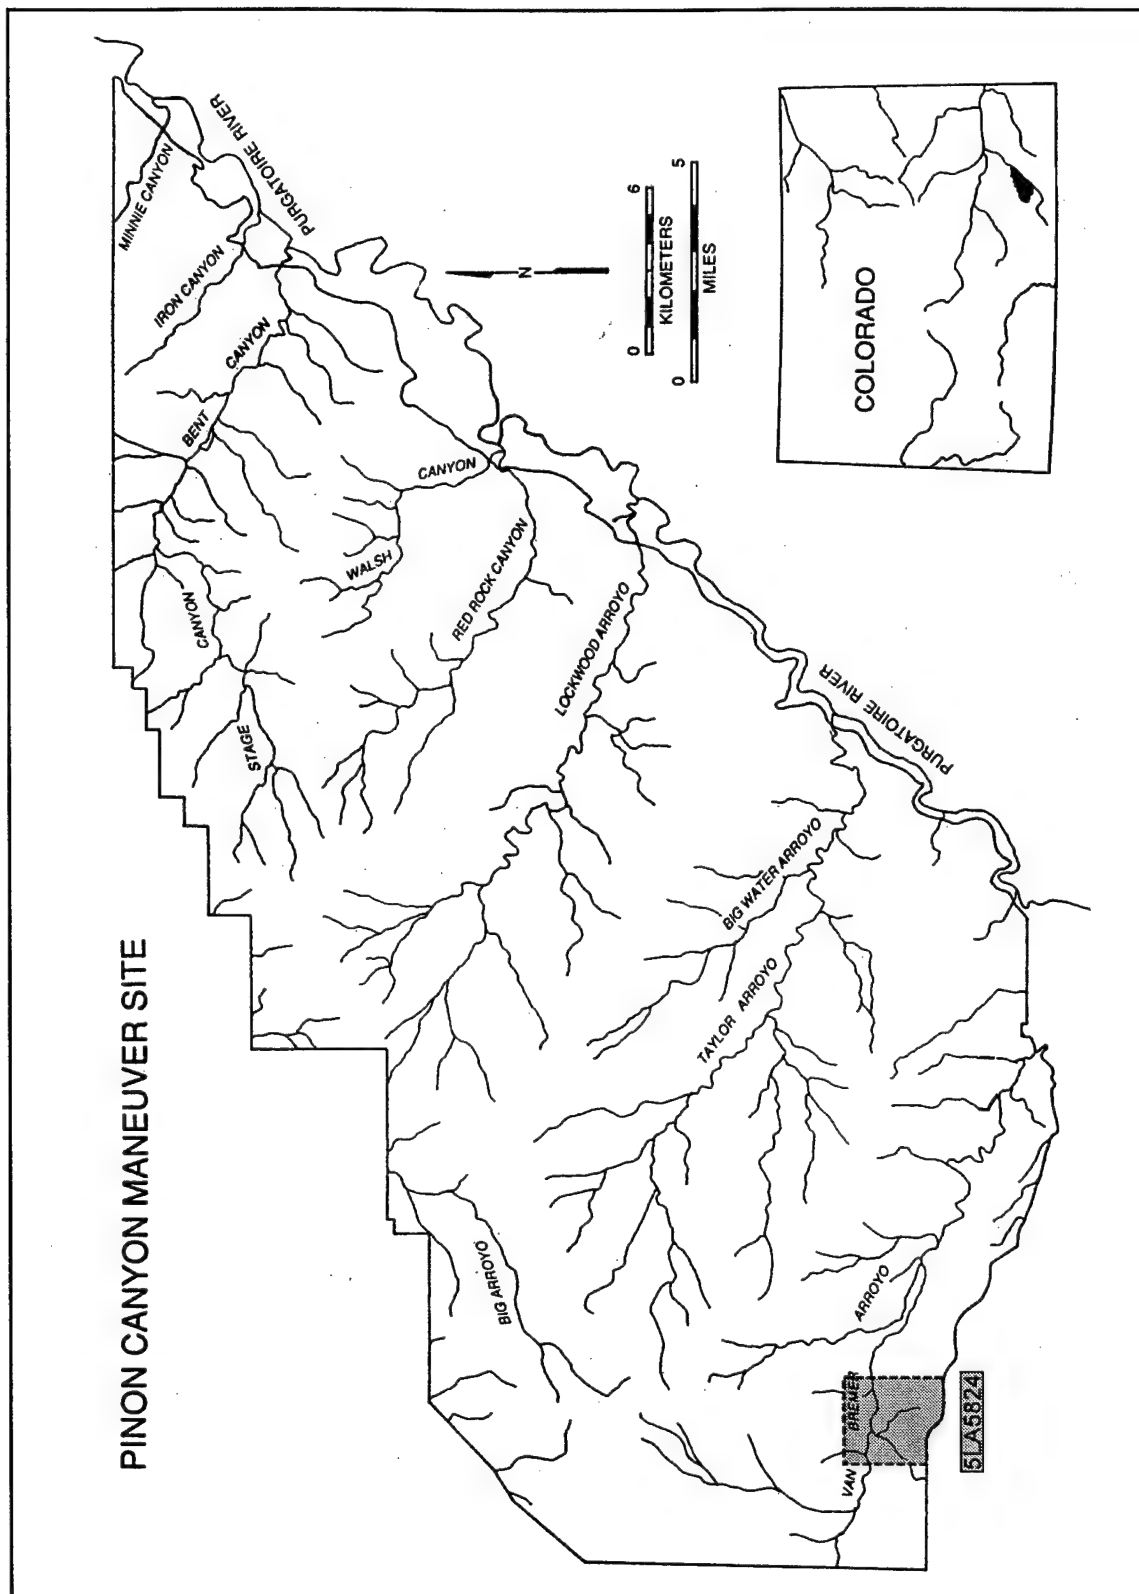 PINON CANYON MANEUVER SITE
MINNIE CANYON
IRON CANYON
PURGATOIRE RIVER
BENT
CANYON
STAGE
CANYON
WALSH
CANYON
RED ROCK CANYON
LOCKWOOD ARROYO
BIG WATER ARROYO
TAYLOR ARROYO
BIG ARROYO
VAN
BREMER
ARROYO
PURGATOIRE RIVER
5LA5824
N
0
6
KILOMETERS
0
5
MILES
COLORADO